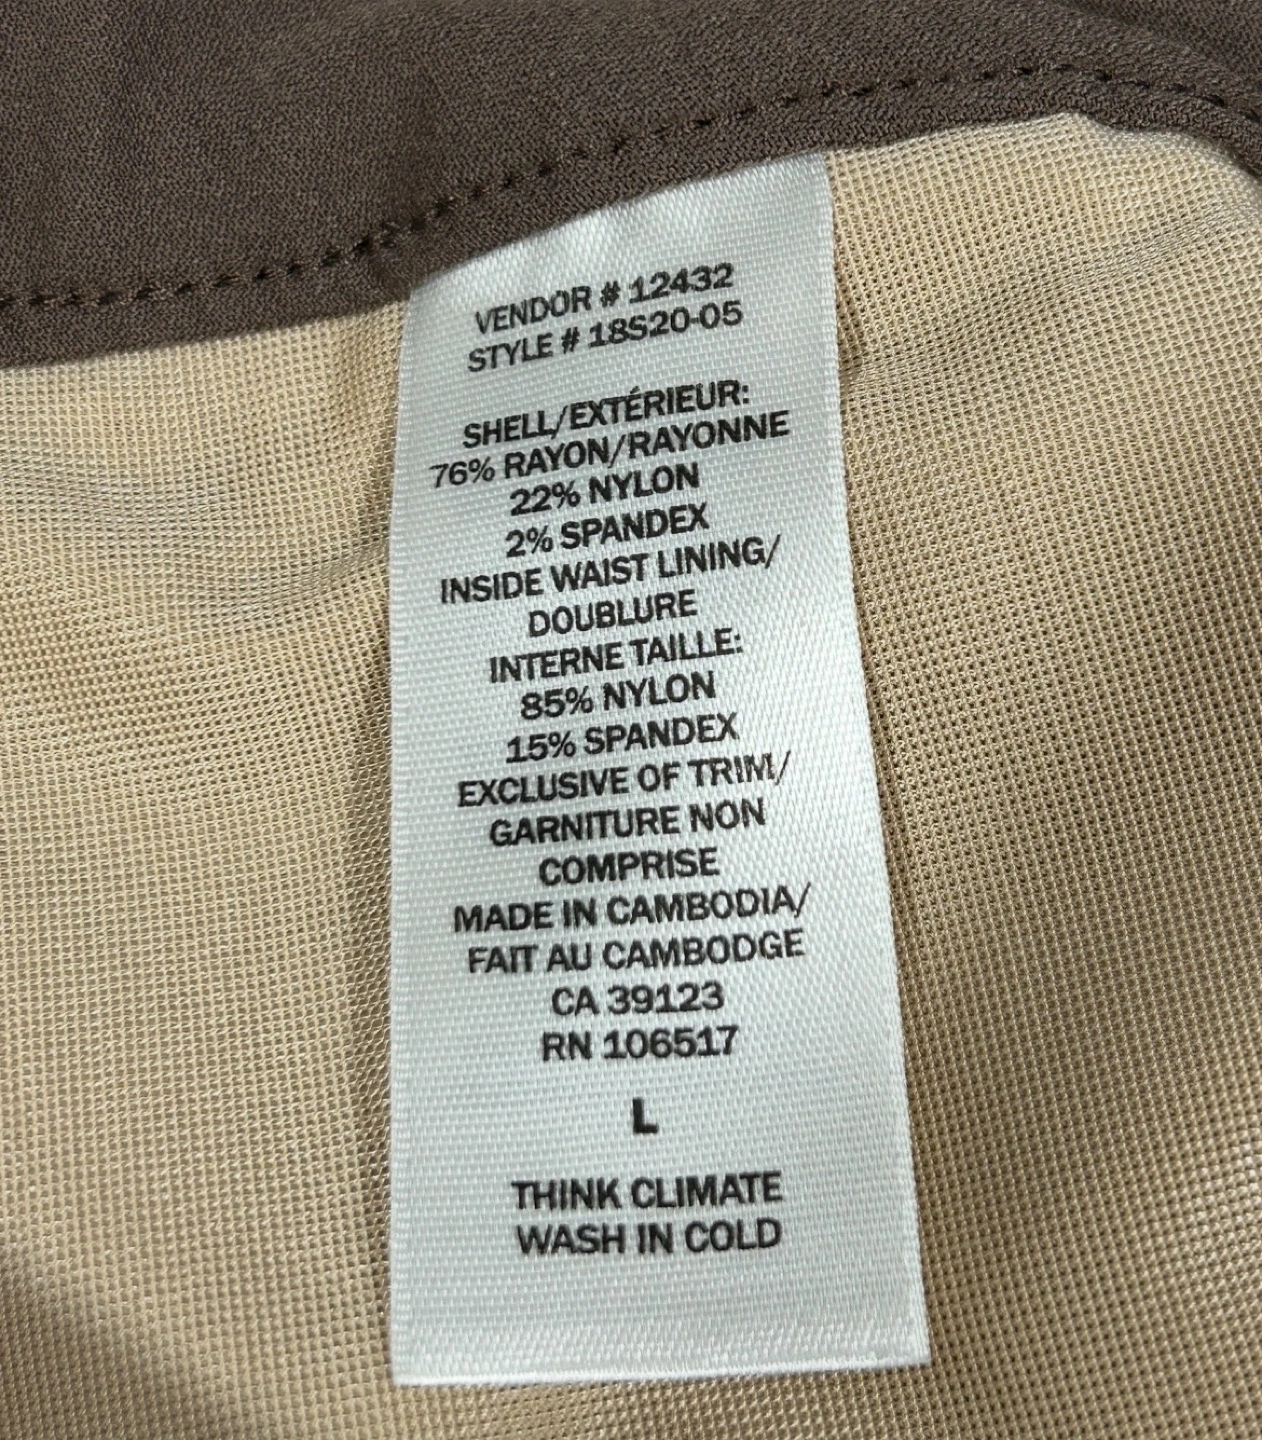 VENDOR # 12432
STYLE # 18S20-05
SHELL/EXTÉRIEUR:
76% RAYON/RAYONNE
22% NYLON
2% SPANDEX
INSIDE WAIST LINING/
DOUBLURE
INTERNE TAILLE:
85% NYLON
15% SPANDEX
EXCLUSIVE OF TRIM/
GARNITURE NON
COMPRISE
MADE IN CAMBODIA/
FAIT AU CAMBODGE
CA 39123
RN 106517
L
THINK CLIMATE
WASH IN COLD